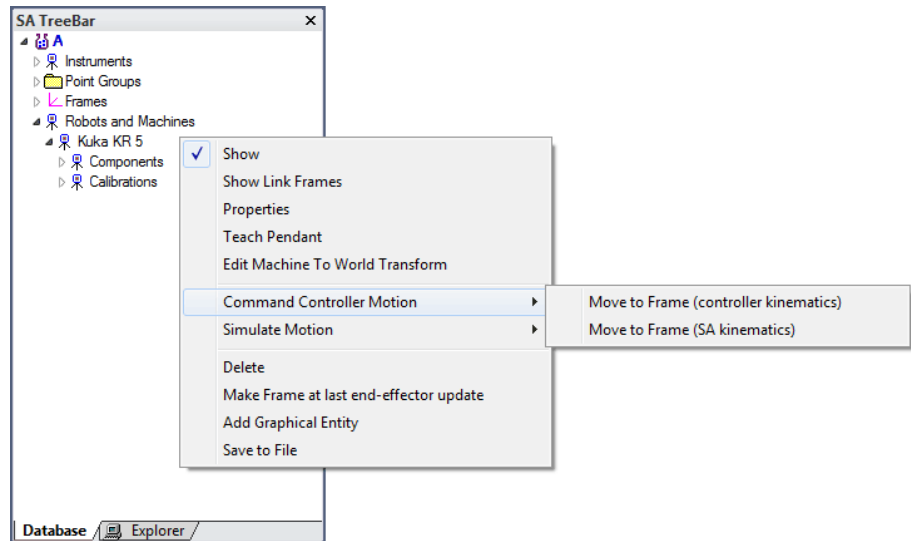 SA TreeBar
A
Instruments
Point Groups
Frames
Robots and Machines
Kuka KR 5
Components
Calibrations
Show
Show Link Frames
Properties
Teach Pendant
Edit Machine To World Transform
Command Controller Motion
Simulate Motion
Delete
Make Frame at last end-effector update
Add Graphical Entity
Save to File
Move to Frame (controller kinematics)
Move to Frame (SA kinematics)
Database
Explorer